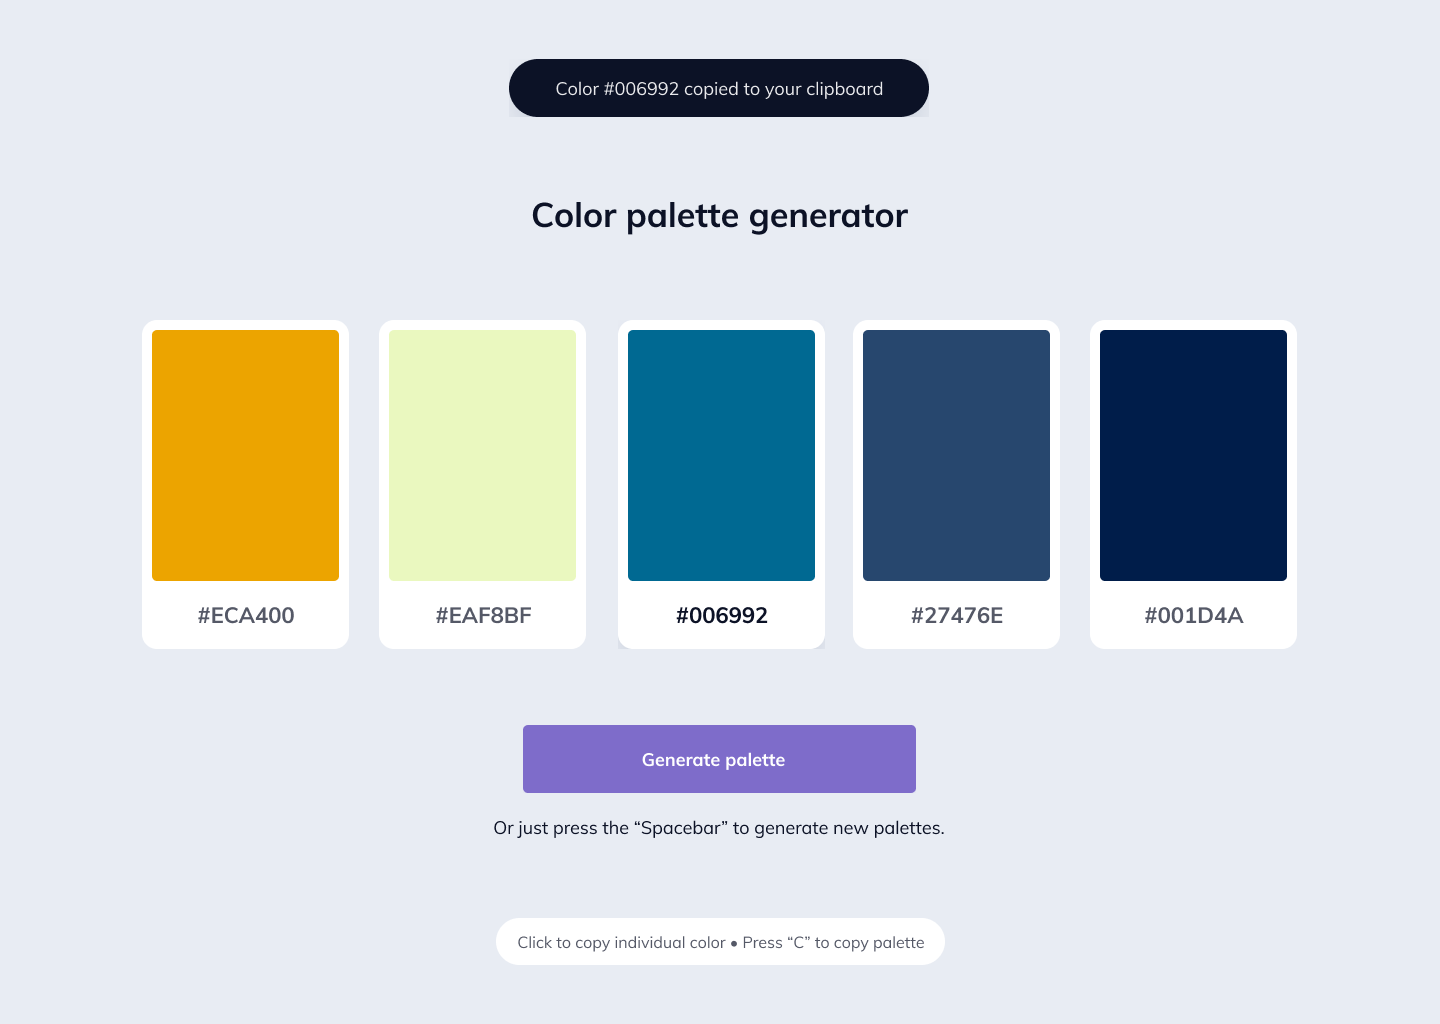 Color #006992 copied to your clipboard
Color palette generator
#ECA400
#EAF8BF
#006992
#27476E
#001D4A
Generate palette
Or just press the “Spacebar” to generate new palettes.
Click to copy individual color • Press “C” to copy palette